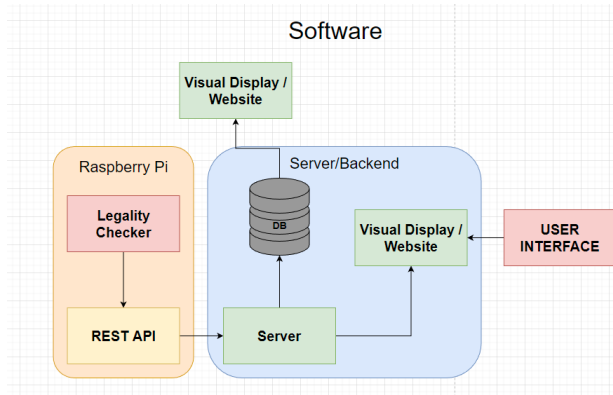 Software
Visual Display /
Website
Raspberry Pi
Server/Backend
Legality
Checker
DB
Visual Display /
Website
USER
INTERFACE
REST API
Server